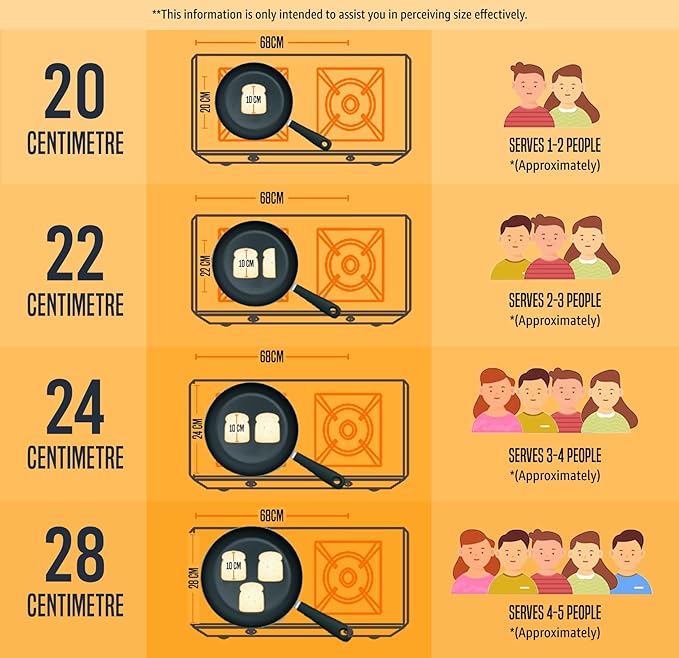 **This information is only intended to assist you in perceiving size effectively.
68CM
20
CENTIMETRE
20 CM
10 CM
SERVES 1-2 PEOPLE
*(Approximately)
68CM
22
CENTIMETRE
22 CM
10 CM
SERVES 2-3 PEOPLE
*(Approximately)
68CM
24
CENTIMETRE
24 CM
10 CM
SERVES 3-4 PEOPLE
*(Approximately)
68CM
28
CENTIMETRE
28 CM
10 CM
SERVES 4-5 PEOPLE
*(Approximately)